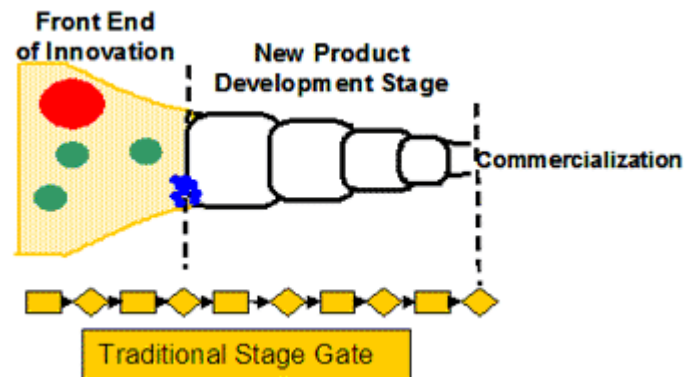 Front End
of Innovation
New Product
Development Stage
Commercialization
Traditional Stage Gate